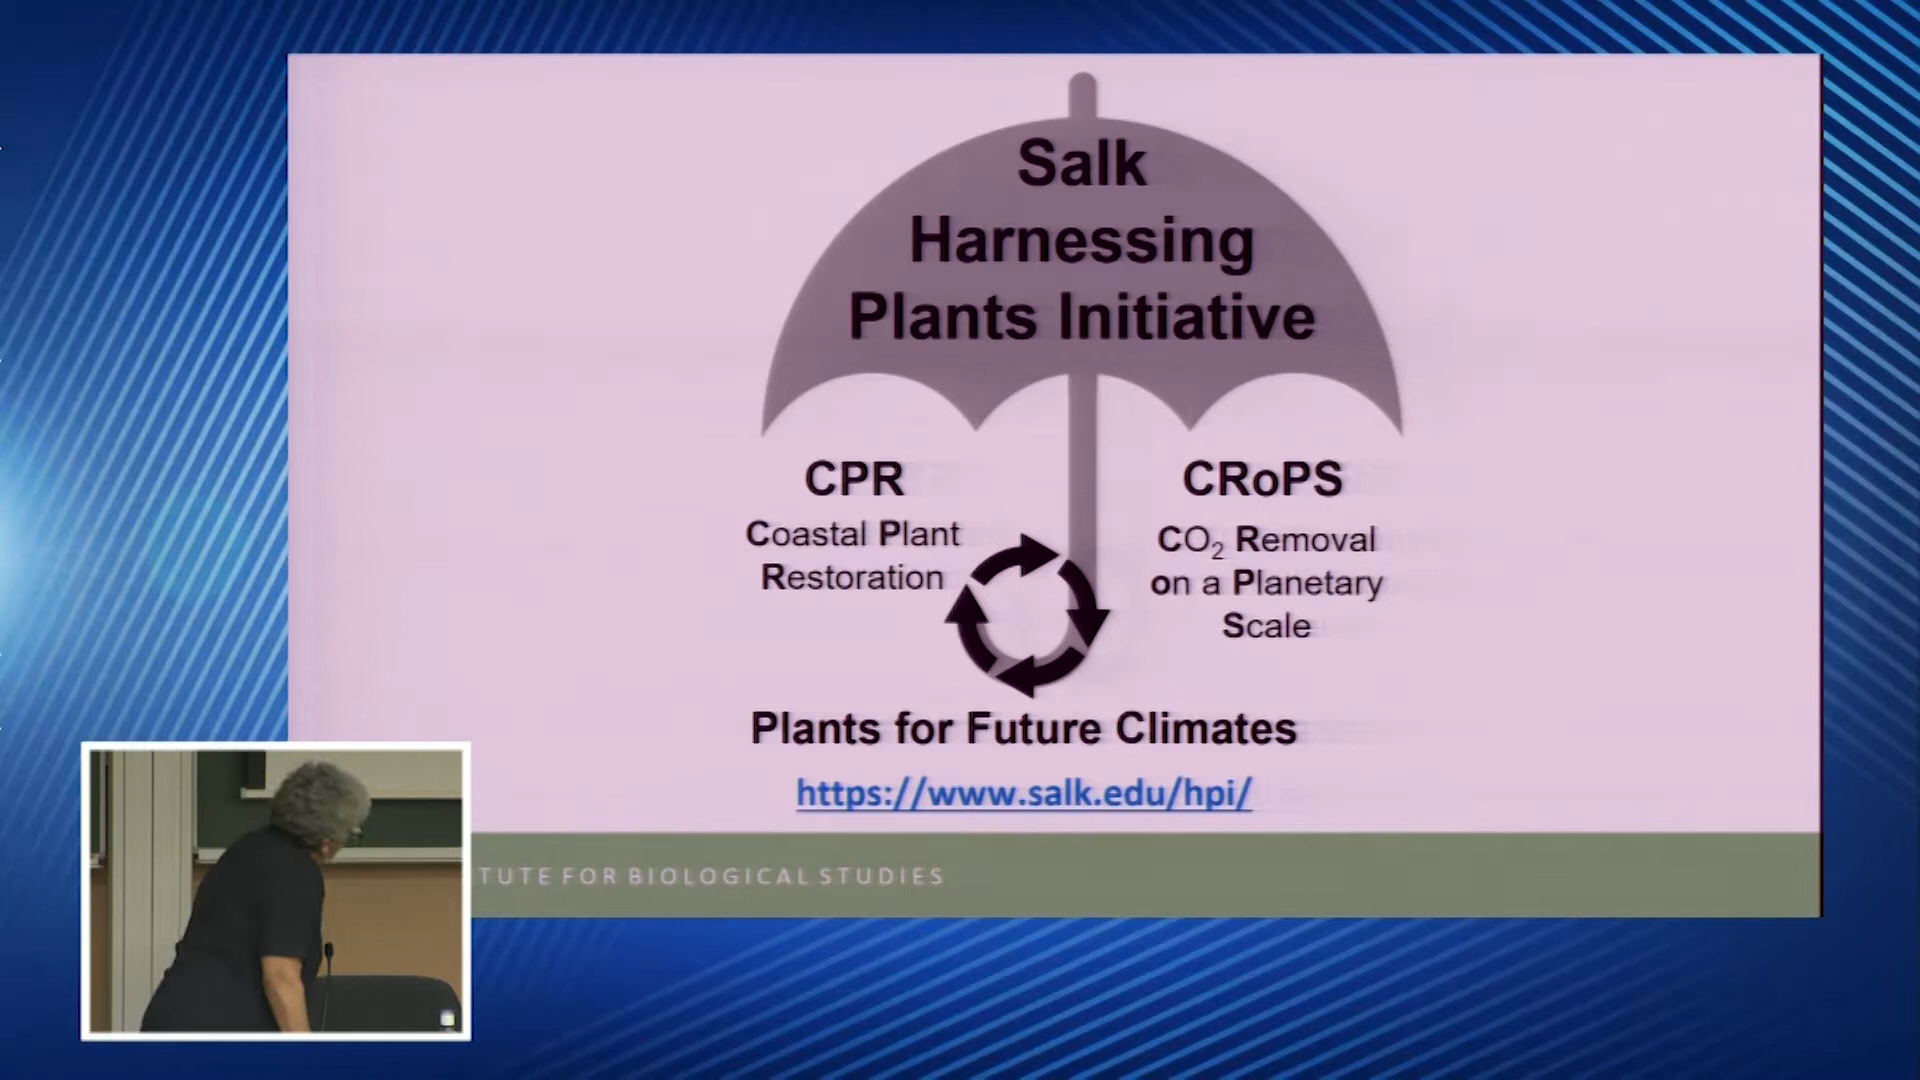 Salk
Harnessing
Plants Initiative
CPR
Coastal Plant
Restoration
CRoPS
CO₂ Removal
on a Planetary
Scale
Plants for Future Climates
https://www.salk.edu/hpi/
TUTE FOR BIOLOGICAL STUDIES